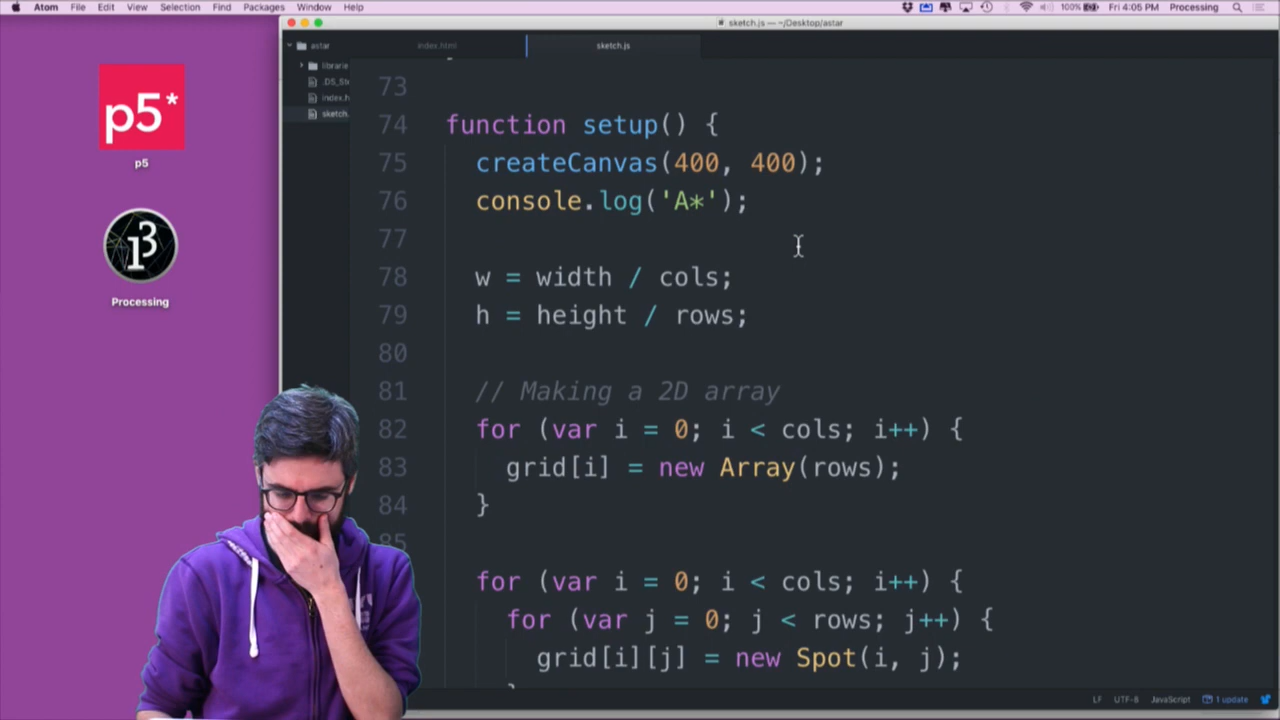 Atom File Edit View Selection Find Packages Window Help 100% Fri 4:05 PM Processing
sketch.js — ~/Desktop/astar
astar index.html sketch.js
librarie
.DS_St
index.h
sketch.
p5*
p5
Processing
73
74 function setup() {
75 createCanvas(400, 400);
76 console.log('A*');
77
78 w = width / cols;
79 h = height / rows;
80
81 // Making a 2D array
82 for (var i = 0; i < cols; i++) {
83 grid[i] = new Array(rows);
84 }
85
for (var i = 0; i < cols; i++) {
for (var j = 0; j < rows; j++) {
grid[i][j] = new Spot(i, j);
LF UTF-8 JavaScript 1 update